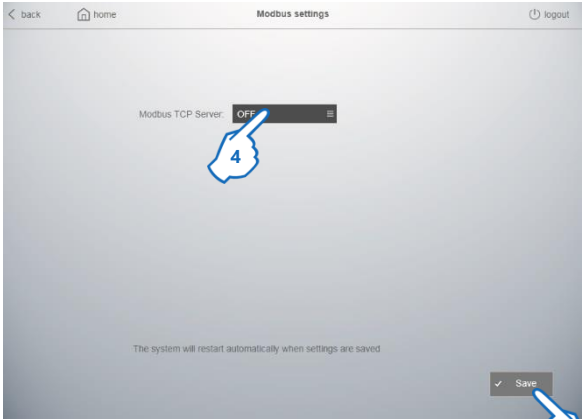 back home Modbus settings logout
Modbus TCP Server: OFF
4
The system will restart automatically when settings are saved
Save